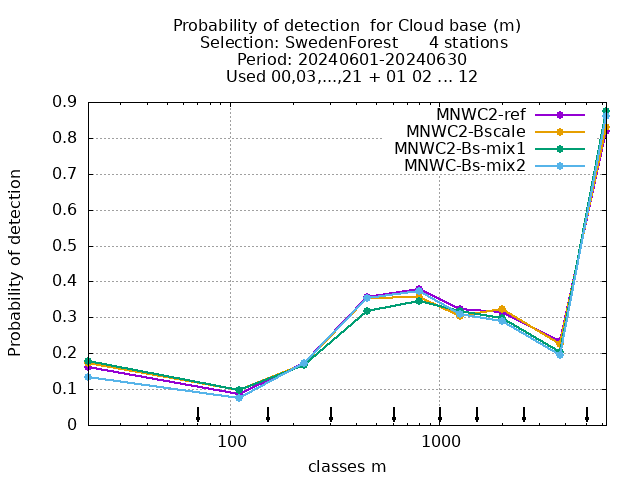 Probability of detection  for Cloud base (m)
Selection: SwedenForest      4 stations
Period: 20240601-20240630
Used 00,03,...,21 + 01 02 ... 12
MNWC2-ref
MNWC2-Bscale
MNWC2-Bs-mix1
MNWC-Bs-mix2
Probability of detection
0.9
0.8
0.7
0.6
0.5
0.4
0.3
0.2
0.1
0
100
1000
classes m